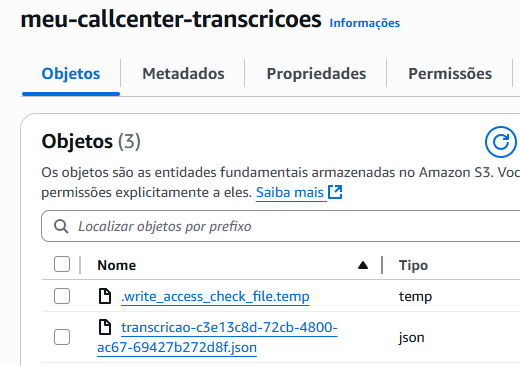 meu-callcenter-transcricoes Informações
Objetos Metadados Propriedades Permissões
Objetos (3)
Os objetos são as entidades fundamentais armazenadas no Amazon S3. Voc
permissões explicitamente a eles. Saiba mais
Localizar objetos por prefixo
Nome Tipo
.write_access_check_file.temp temp
transcricao-c3e13c8d-72cb-4800-
ac67-69427b272d8f.json json